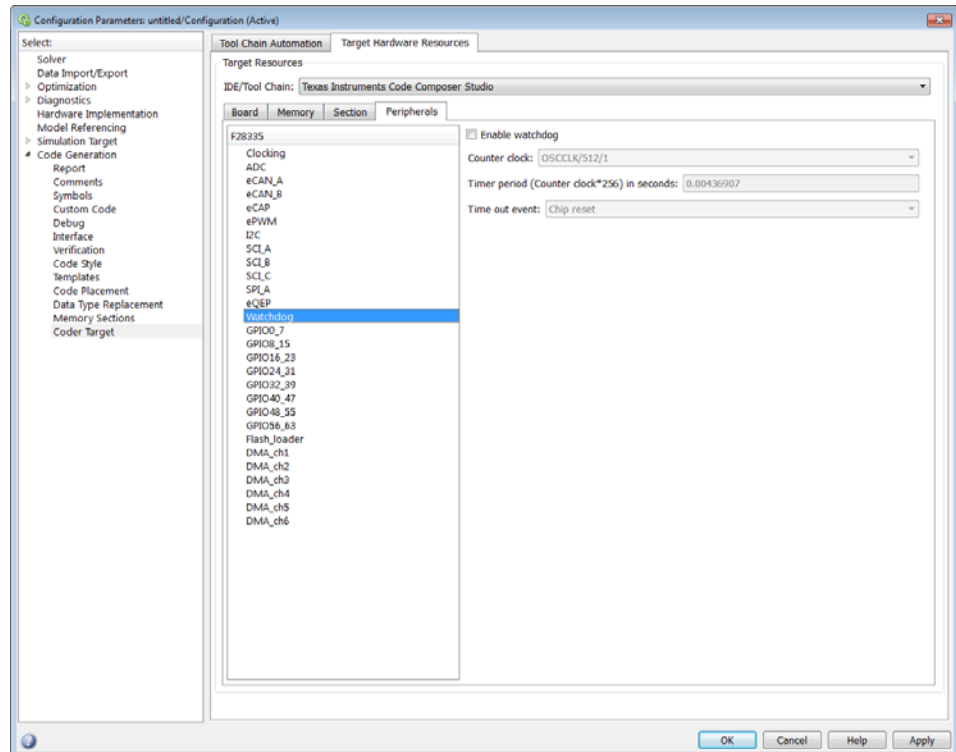 Configuration Parameters: untitled/Configuration (Active)
Select:
Solver
Data Import/Export
Optimization
Diagnostics
Hardware Implementation
Model Referencing
Simulation Target
Code Generation
Report
Comments
Symbols
Custom Code
Debug
Interface
Verification
Code Style
Templates
Code Placement
Data Type Replacement
Memory Sections
Coder Target
Tool Chain Automation
Target Hardware Resources
Target Resources
IDE/Tool Chain: Texas Instruments Code Composer Studio
Board
Memory
Section
Peripherals
F28335
Clocking
ADC
eCAN_A
eCAN_B
eCAP
ePWM
I2C
SCI_A
SCI_B
SCI_C
SPI_A
eQEP
Watchdog
GPIO0_7
GPIO8_15
GPIO16_23
GPIO24_31
GPIO32_39
GPIO40_47
GPIO48_55
GPIO56_63
Flash_loader
DMA_ch1
DMA_ch2
DMA_ch3
DMA_ch4
DMA_ch5
DMA_ch6
Enable watchdog
Counter clock: OSCCLK/512/1
Timer period (Counter clock*256) in seconds: 0.00436907
Time out event: Chip reset
OK
Cancel
Help
Apply